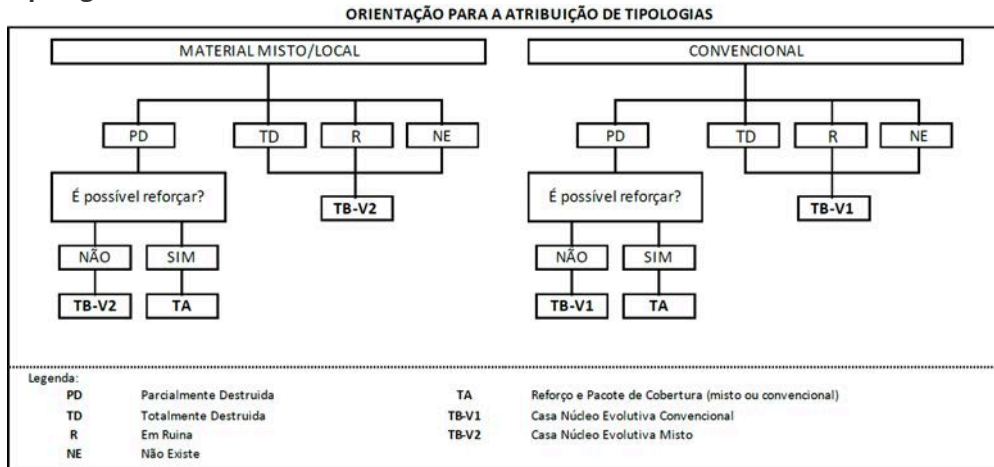 ORIENTAÇÃO PARA A ATRIBUIÇÃO DE TIPOLOGIAS
MATERIAL MISTO/LOCAL
CONVENCIONAL
PD TD R NE
PD TD R NE
É possível reforçar?
TB-V2
É possível reforçar?
TB-V1
NÃO SIM
NÃO SIM
TB-V2 TA
TB-V1 TA
Legenda:
PD Parcialmente Destruida TA Reforço e Pacote de Cobertura (misto ou convencional)
TD Totalmente Destruida TB-V1 Casa Núcleo Evolutiva Convencional
R Em Ruina TB-V2 Casa Núcleo Evolutiva Misto
NE Não Existe